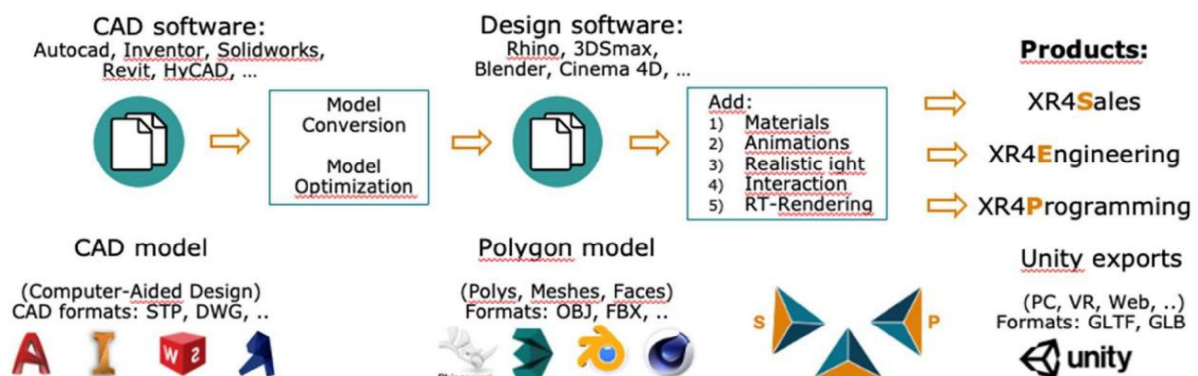 CAD software:
Autocad, Inventor, Solidworks,
Revit, HyCAD, ...
Model
Conversion
Model
Optimization
Design software:
Rhino, 3DSmax,
Blender, Cinema 4D, ...
Add:
1) Materials
2) Animations
3) Realistic ight
4) Interaction
5) RT-Rendering
Products:
XR4Sales
XR4Engineering
XR4Programming
CAD model
(Computer-Aided Design)
CAD formats: STP, DWG, ..
A
I
W 2
Polygon model
(Polys, Meshes, Faces)
Formats: OBJ, FBX, ..
S
P
Unity exports
(PC, VR, Web, ..)
Formats: GLTF, GLB
unity